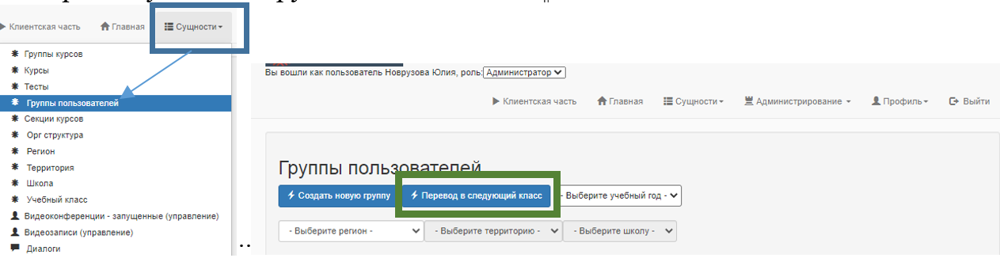 Клиентская часть Главная Сущности
Группы курсов
Курсы
Тесты
Группы пользователей
Секции курсов
Орг структура
Регион
Территория
Школа
Учебный класс
Видеоконференции - запущенные (управление)
Видеозаписи (управление)
Диалоги
..
Вы вошли как пользователь Новрузова Юлия, роль: Администратор
Клиентская часть Главная Сущности Администрирование Профиль Выйти
Группы пользователей
Создать новую группу Перевод в следующий класс - Выберите учебный год -
- Выберите регион - - Выберите территорию - - Выберите школу -